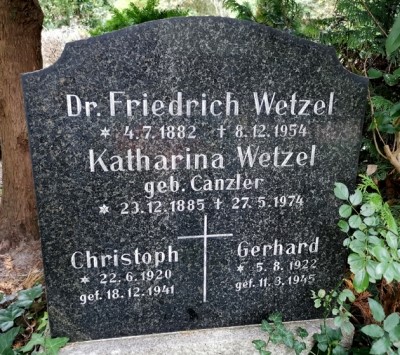 Dr. Friedrich Wetzel
* 4.7.1882 † 8.12.1954
Katharina Wetzel
geb. Canzler
* 23.12.1885 † 27.5.1974
Christoph
* 22.6.1920
gef. 18.12.1941
Gerhard
* 5.8.1922
gef. 11.3.1945